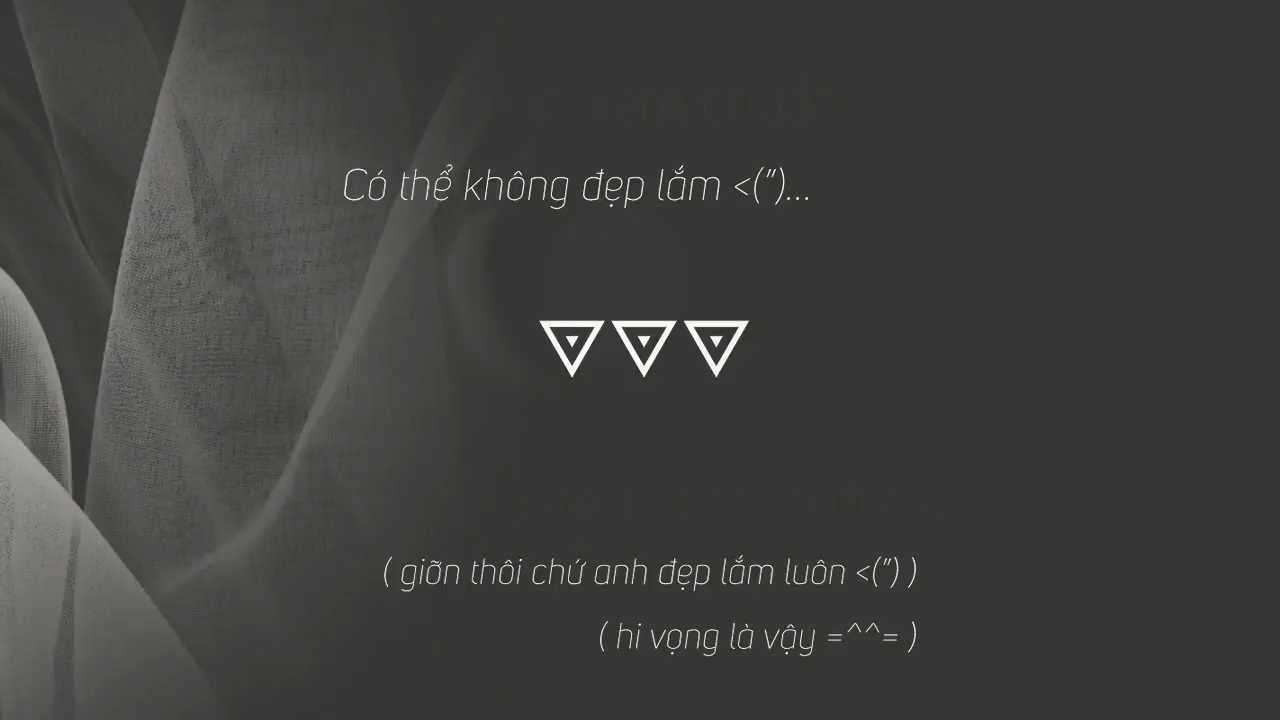 Có thể không đẹp lắm <(")...
( giỡn thôi chứ anh đẹp lắm luôn <(") )
( hi vọng là vậy =^^= )